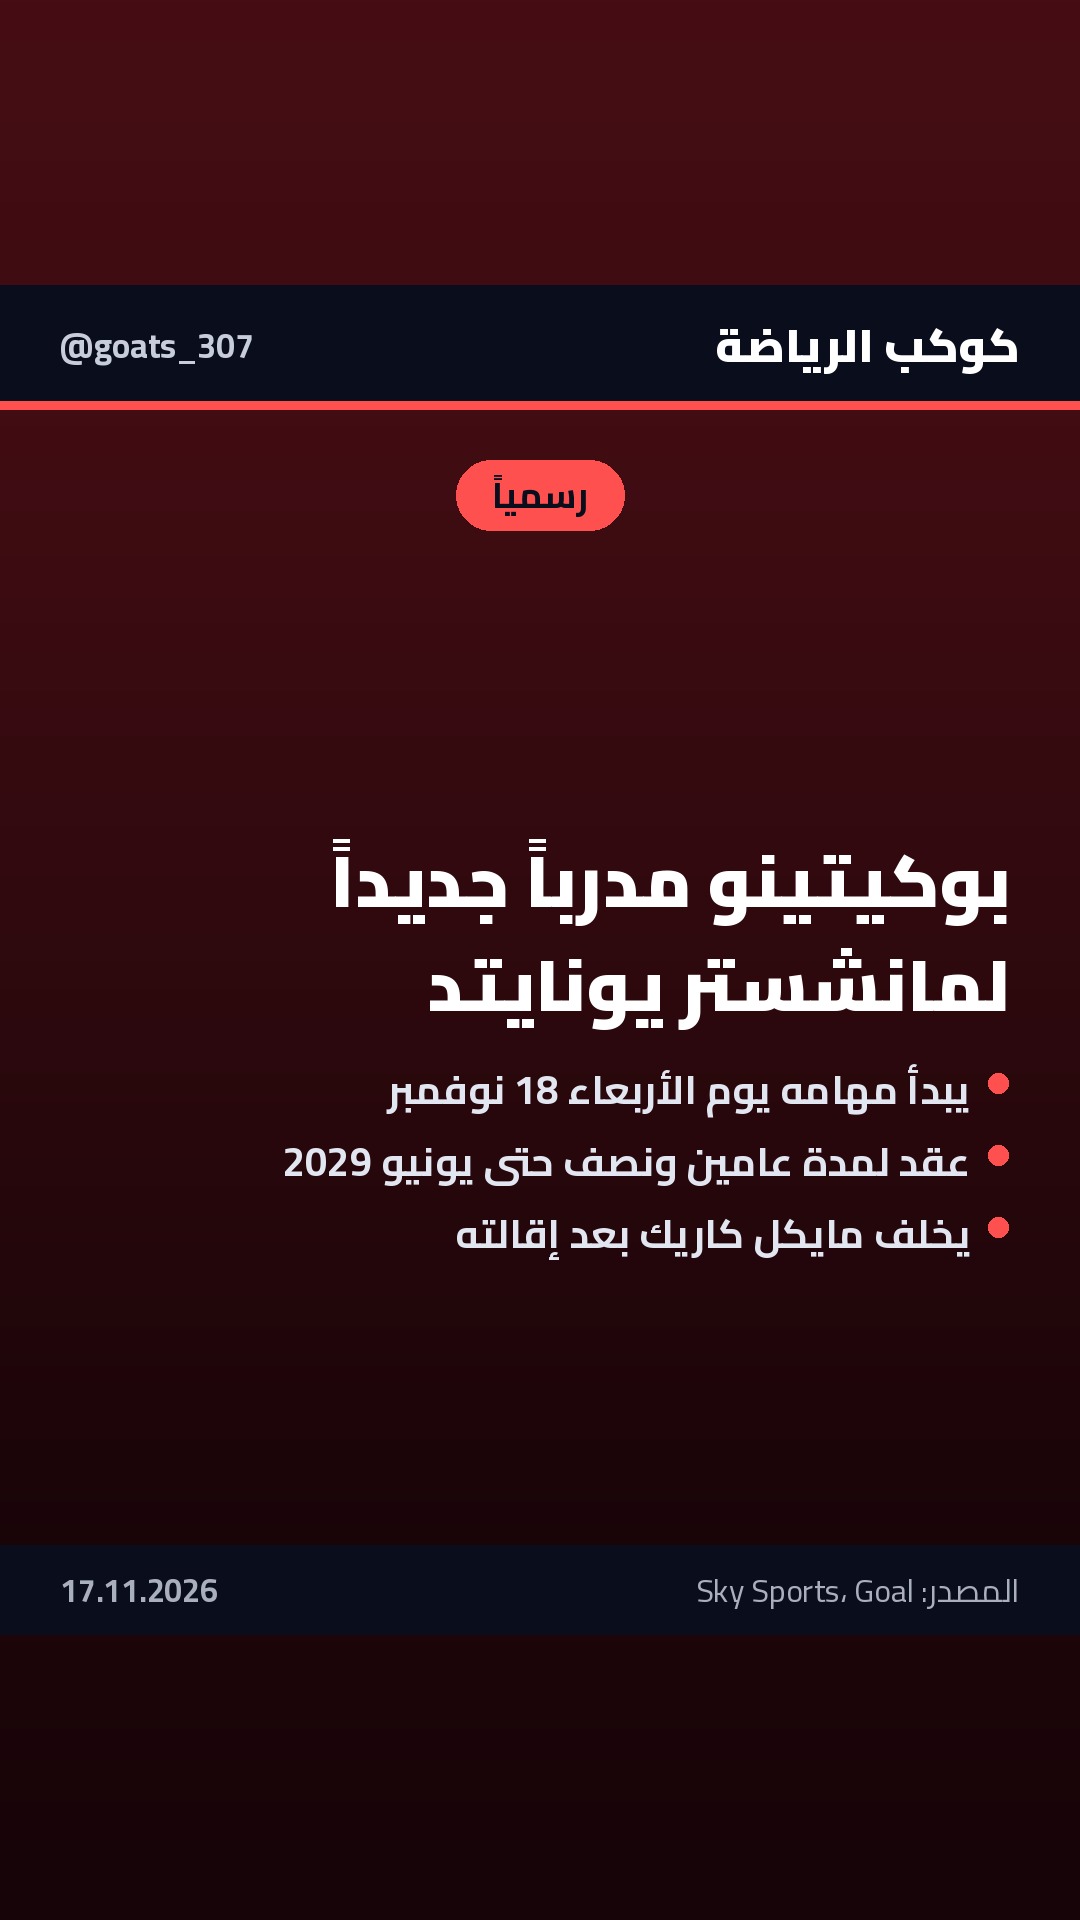 كوكب الرياضة
@goats_307
رسمياً
بوكيتينو مدرباً جديداً
لمانشستر يونايتد
يبدأ مهامه يوم الأربعاء 18 نوفمبر
عقد لمدة عامين ونصف حتى يونيو 2029
يخلف مايكل كاريك بعد إقالته
المصدر: Sky Sports، Goal
17.11.2026